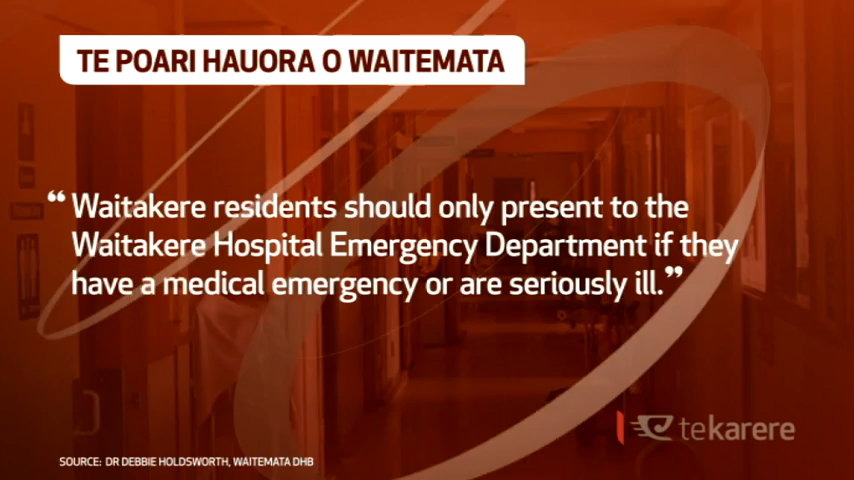 TE POARI HAUORA O WAITEMATA
“Waitakere residents should only present to the
Waitakere Hospital Emergency Department if they
have a medical emergency or are seriously ill.”
tekarere
SOURCE: DR DEBBIE HOLDSWORTH, WAITEMATA DHB